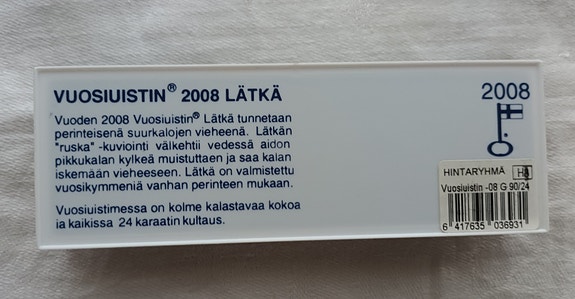 VUOSIUISTIN® 2008 LÄTKÄ
Vuoden 2008 Vuosiuistin® Lätkä tunnetaan
perinteisenä suurkalojen vieheenä. Lätkän
"ruska" -kuviointi välkehtii vedessä aidon
pikkukalan kylkeä muistuttaen ja saa kalan
iskemään vieheeseen. Lätkä on valmistettu
vuosikymmeniä vanhan perinteen mukaan.
Vuosiuistimessa on kolme kalastavaa kokoa
ja kaikissa 24 karaatin kultaus.
2008
HINTARYHMÄ
Vuosiuistin -08 G 90/24
6 417635 036931